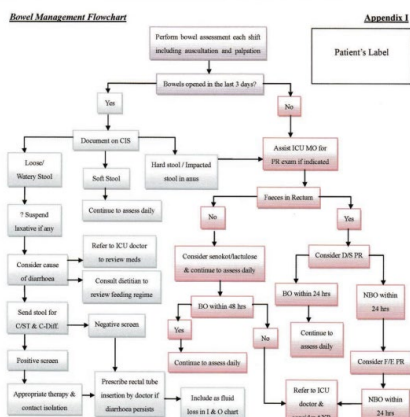 Bowel Management Flowchart
Appendix I
Patient's Label
Perform bowel assessment each shift
including auscultation and palpation
Bowels opened in the last 3 days?
Yes
No
Document on CIS
Loose/
Watery Stool
Soft Stool
Hard stool / Impacted
stool in anus
Assist ICU MO for
PR exam if indicated
Continue to assess daily
Faeces in Rectum
? Suspend
laxative if any
No
Yes
Refer to ICU doctor
to review meds
Consider senokot/lactulose
& continue to assess daily
Consider D/S PR
Consider cause
of diarrhoea
Consult dietitian to
review feeding regime
BO within 48 hrs
BO within 24 hrs
NBO within
24 hrs
Send stool for
C/ST & C-Diff.
Negative screen
Yes
No
Continue to
assess daily
Continue to assess daily
Consider F/E PR
Positive screen
Prescribe rectal tube
insertion by doctor if
diarrhoea persists
Include as fluid
loss in I & O chart
Refer to ICU
doctor &
NBO within
24 hrs
Appropriate therapy &
contact isolation